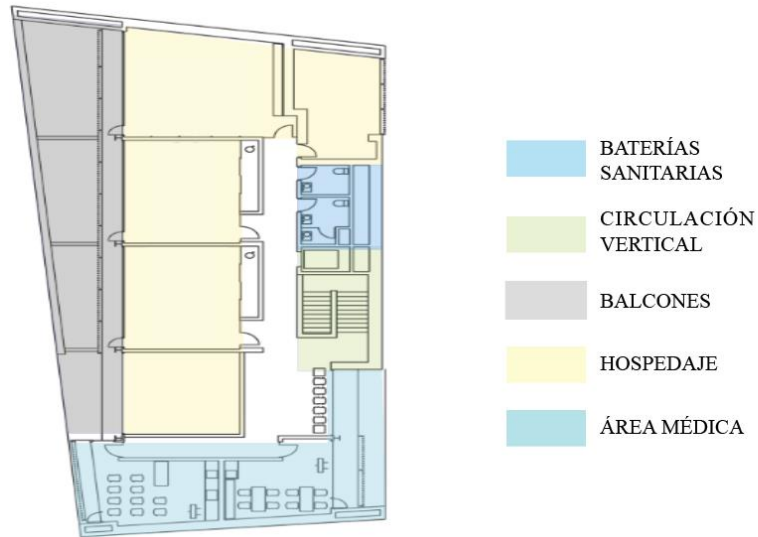 BATERÍAS
SANITARIAS
CIRCULACIÓN
VERTICAL
BALCONES
HOSPEDAJE
ÁREA MÉDICA